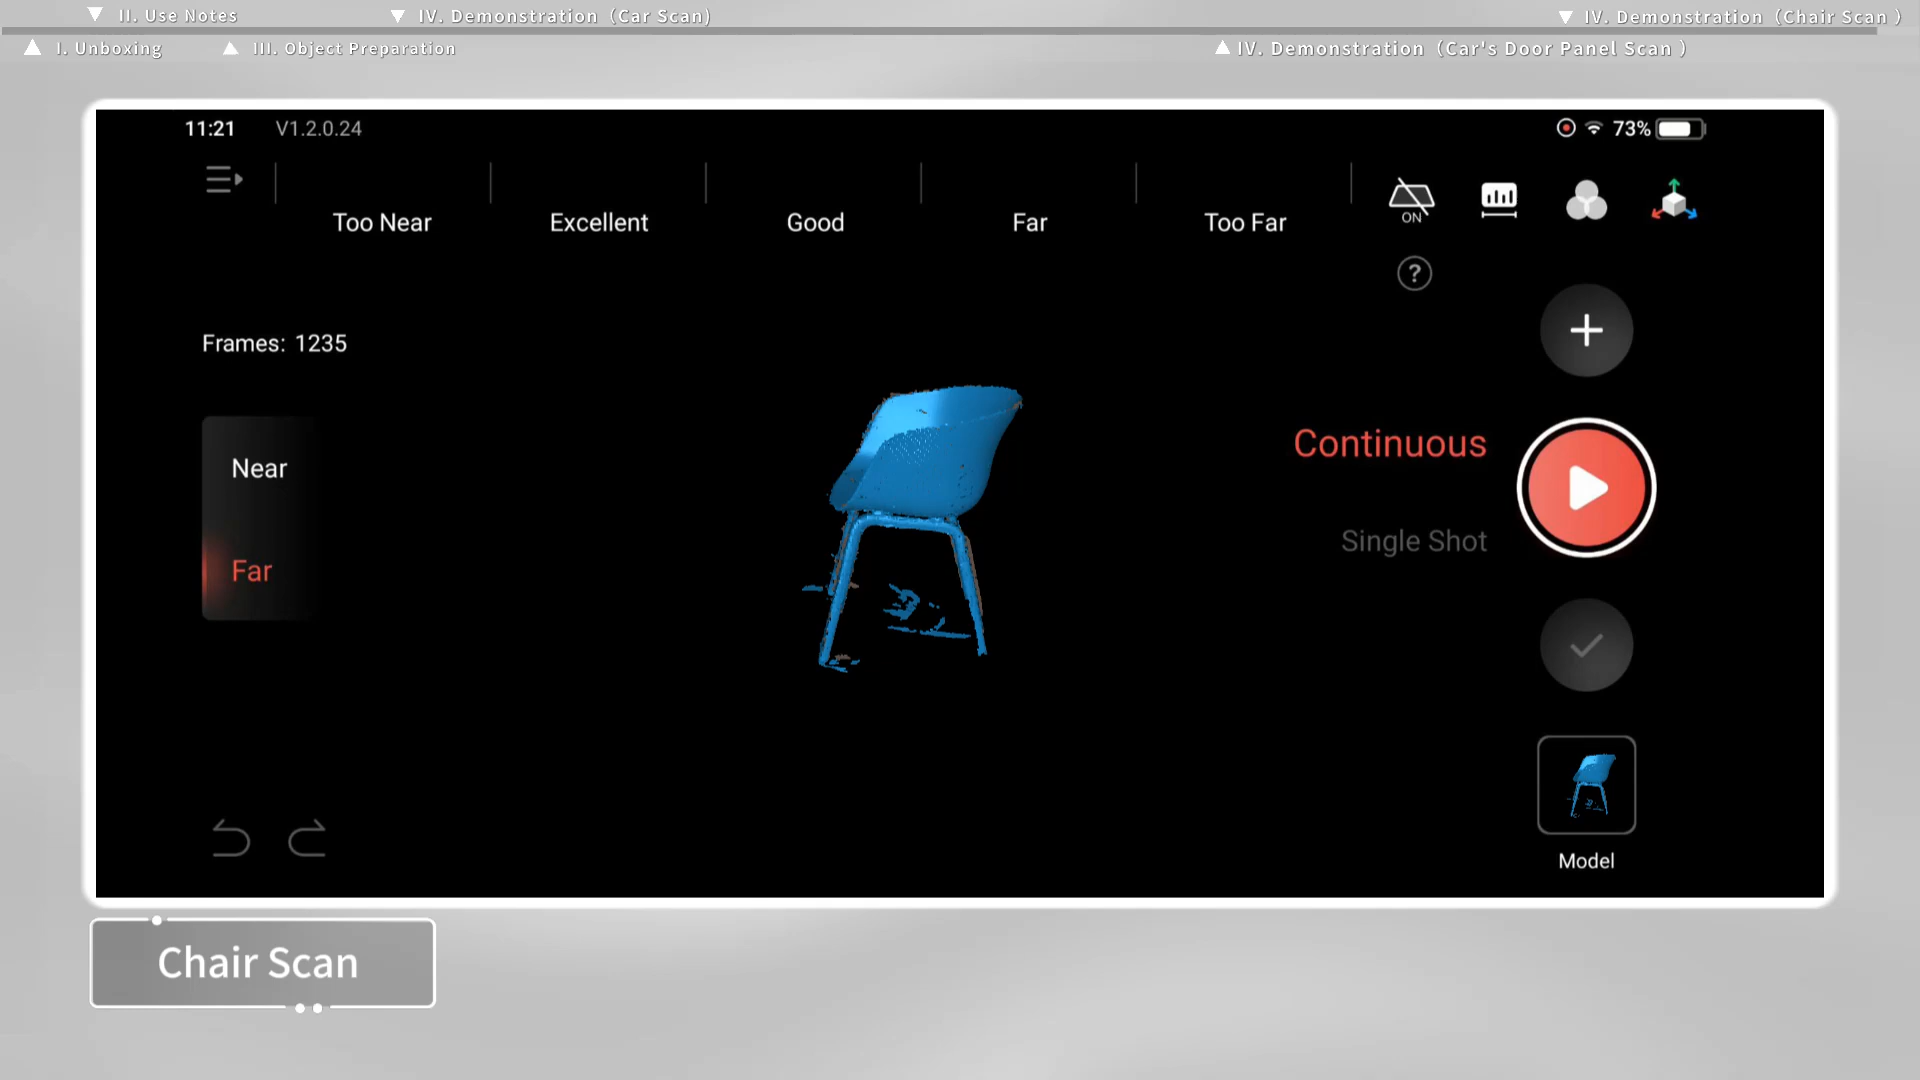 II. Use Notes
IV. Demonstration（Car Scan)
IV. Demonstration（Chair Scan ）
I. Unboxing
III. Object Preparation
IV. Demonstration（Car's Door Panel Scan ）
11:21
V1.2.0.24
73%
Too Near
Excellent
Good
Far
Too Far
ON
?
Frames: 1235
Near
Far
Continuous
Single Shot
Model
Chair Scan